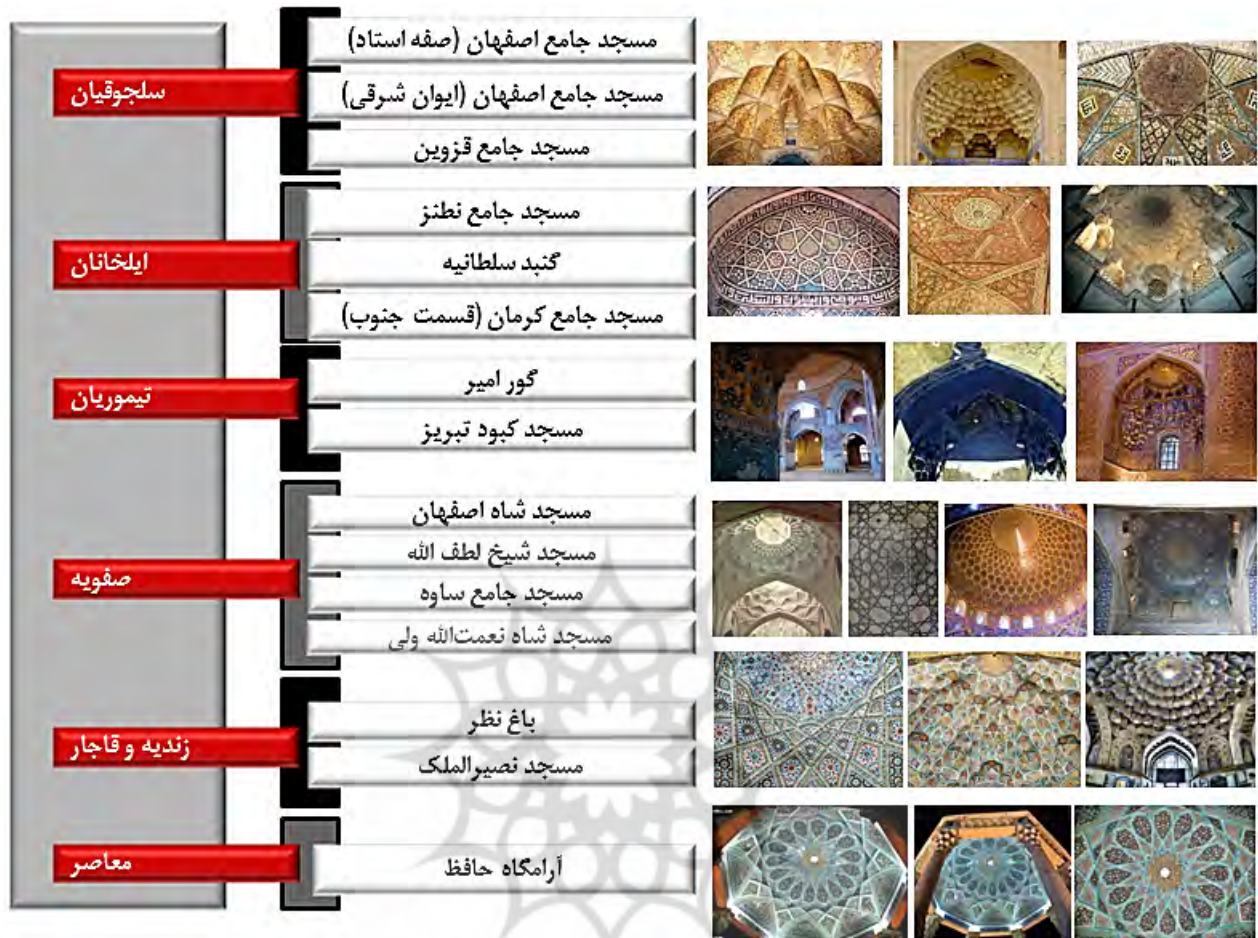 سلجوقیان
مسجد جامع اصفهان (صفه استاد)
مسجد جامع اصفهان (ایوان شرقی)
مسجد جامع قزوین
ایلخانان
مسجد جامع نطنز
گنبد سلطانیه
مسجد جامع کرمان (قسمت جنوب)
تیموریان
گور امیر
مسجد کبود تبریز
صفویه
مسجد شاه اصفهان
مسجد شیخ لطف الله
مسجد جامع ساوه
مسجد شاه نعمت‌الله ولی
زندیه و قاجار
باغ نظر
مسجد نصیرالملک
معاصر
آرامگاه حافظ